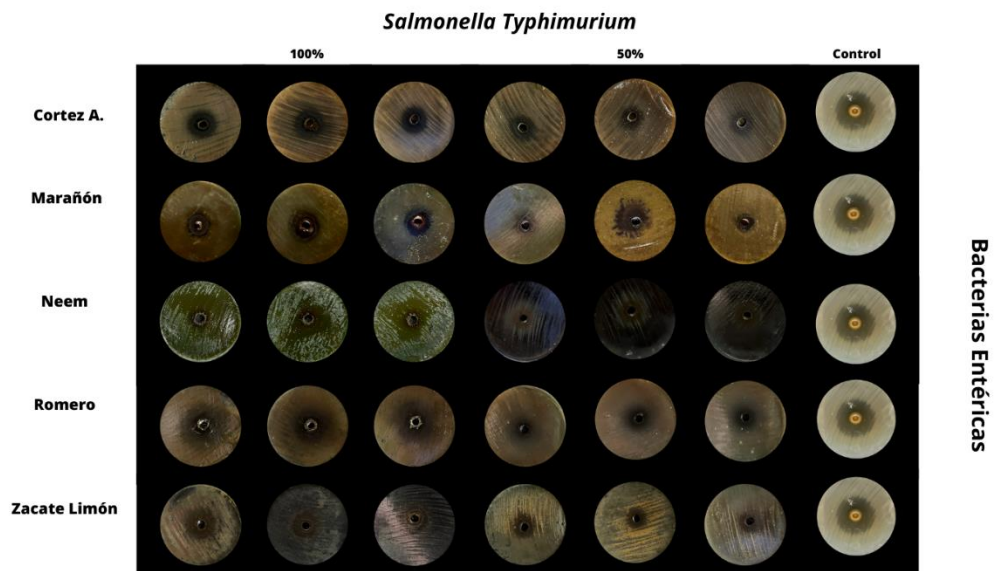 Salmonella Typhimurium
100%
50%
Control
Cortez A.
Marañón
Neem
Romero
Zacate Limón
Bacterias Entéricas